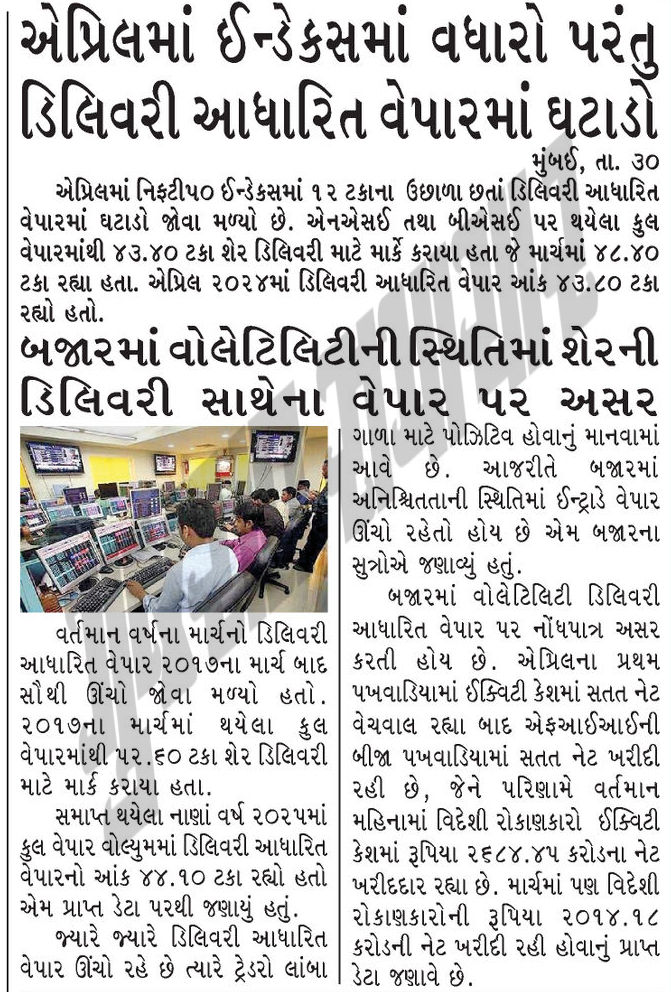 એપ્રિલમાં ઈન્ડેકસમાં વધારો પરંતુ
ડિલિવરી આધારિત વેપારમાં ઘટાડો
મુંબઈ, તા. ૩૦
એપ્રિલમાં નિફટી૫૦ ઈન્ડેકસમાં ૧૨ ટકાના ઉછાળા છતાં ડિલિવરી આધારિત
વેપારમાં ઘટાડો જોવા મળ્યો છે. એનએસઈ તથા બીએસઈ પર થયેલા કુલ
વેપારમાંથી ૪૩.૪૦ ટકા શેર ડિલિવરી માટે માર્ક કરાયા હતા જે માર્ચમાં ૪૮.૪૦
ટકા રહ્યા હતા. એપ્રિલ ૨૦૨૪માં ડિલિવરી આધારિત વેપાર આંક ૪૩.૮૦ ટકા
રહ્યો હતો.
બજારમાં વોલેટિલિટીની સ્થિતિમાં શેરની
ડિલિવરી સાથેના વેપાર પર અસર
વર્તમાન વર્ષના માર્ચનો ડિલિવરી
આધારિત વેપાર ૨૦૧૭ના માર્ચ બાદ
સૌથી ઊંચો જોવા મળ્યો હતો.
૨૦૧૭ના માર્ચમાં થયેલા કુલ
વેપારમાંથી ૫૨.૬૦ ટકા શેર ડિલિવરી
માટે માર્ક કરાયા હતા.
સમાપ્ત થયેલા નાણાં વર્ષ ૨૦૨૫માં
કુલ વેપાર વોલ્યુમમાં ડિલિવરી આધારિત
વેપારનો આંક ૪૪.૧૦ ટકા રહ્યો હતો
એમ પ્રાપ્ત ડેટા પરથી જણાયું હતું.
જ્યારે જ્યારે ડિલિવરી આધારિત
વેપાર ઊંચો રહે છે ત્યારે ટ્રેડરો લાંબા
ગાળા માટે પોઝિટિવ હોવાનું માનવામાં
આવે છે. આજરીતે બજારમાં
અનિશ્ચિતતાની સ્થિતિમાં ઈન્ટ્રાડે વેપાર
ઊંચો રહેતો હોય છે એમ બજારના
સુત્રોએ જણાવ્યું હતું.
બજારમાં વોલેટિલિટી ડિલિવરી
આધારિત વેપાર પર નોંધપાત્ર અસર
કરતી હોય છે. એપ્રિલના પ્રથમ
પખવાડિયામાં ઈક્વિટી કેશમાં સતત નેટ
વેચવાલ રહ્યા બાદ એફઆઈઆઈની
બીજા પખવાડિયામાં સતત નેટ ખરીદી
રહી છે, જેને પરિણામે વર્તમાન
મહિનામાં વિદેશી રોકાણકારો ઈક્વિટી
કેશમાં રૂપિયા ૨૬૮૪.૪૫ કરોડના નેટ
ખરીદદાર રહ્યા છે. માર્ચમાં પણ વિદેશી
રોકાણકારોની રૂપિયા ૨૦૧૪.૧૮
કરોડની નેટ ખરીદી રહી હોવાનું પ્રાપ્ત
ડેટા જણાવે છે.